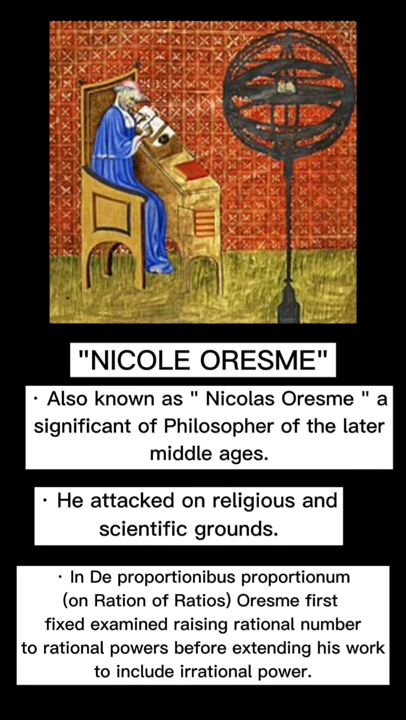 "NICOLE ORESME"
· Also known as " Nicolas Oresme " a
significant of Philosopher of the later
middle ages.
· He attacked on religious and
scientific grounds.
· In De proportionibus proportionum
(on Ration of Ratios) Oresme first
fixed examined raising rational number
to rational powers before extending his work
to include irrational power.